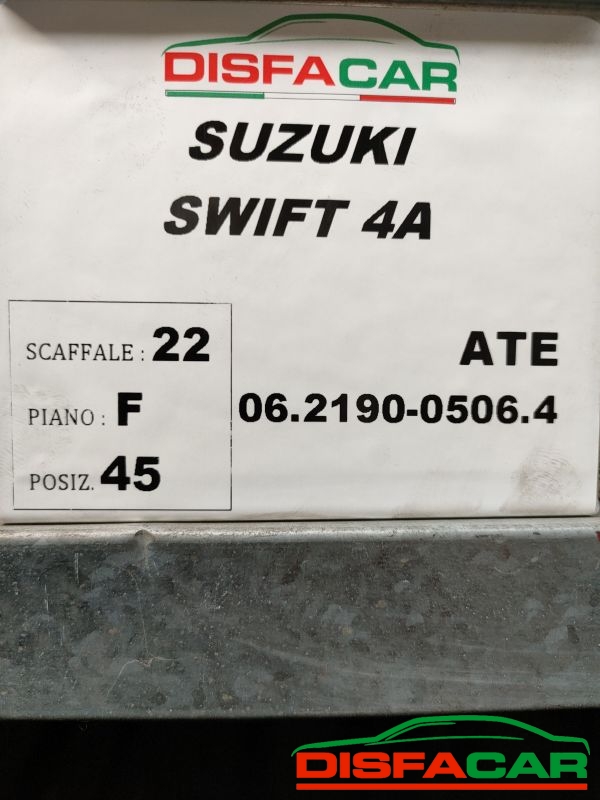 DISFACAR
SUZUKI
SWIFT 4A
SCAFFALE : 22
PIANO : F
POSIZ. 45
ATE
06.2190-0506.4
DISFACAR